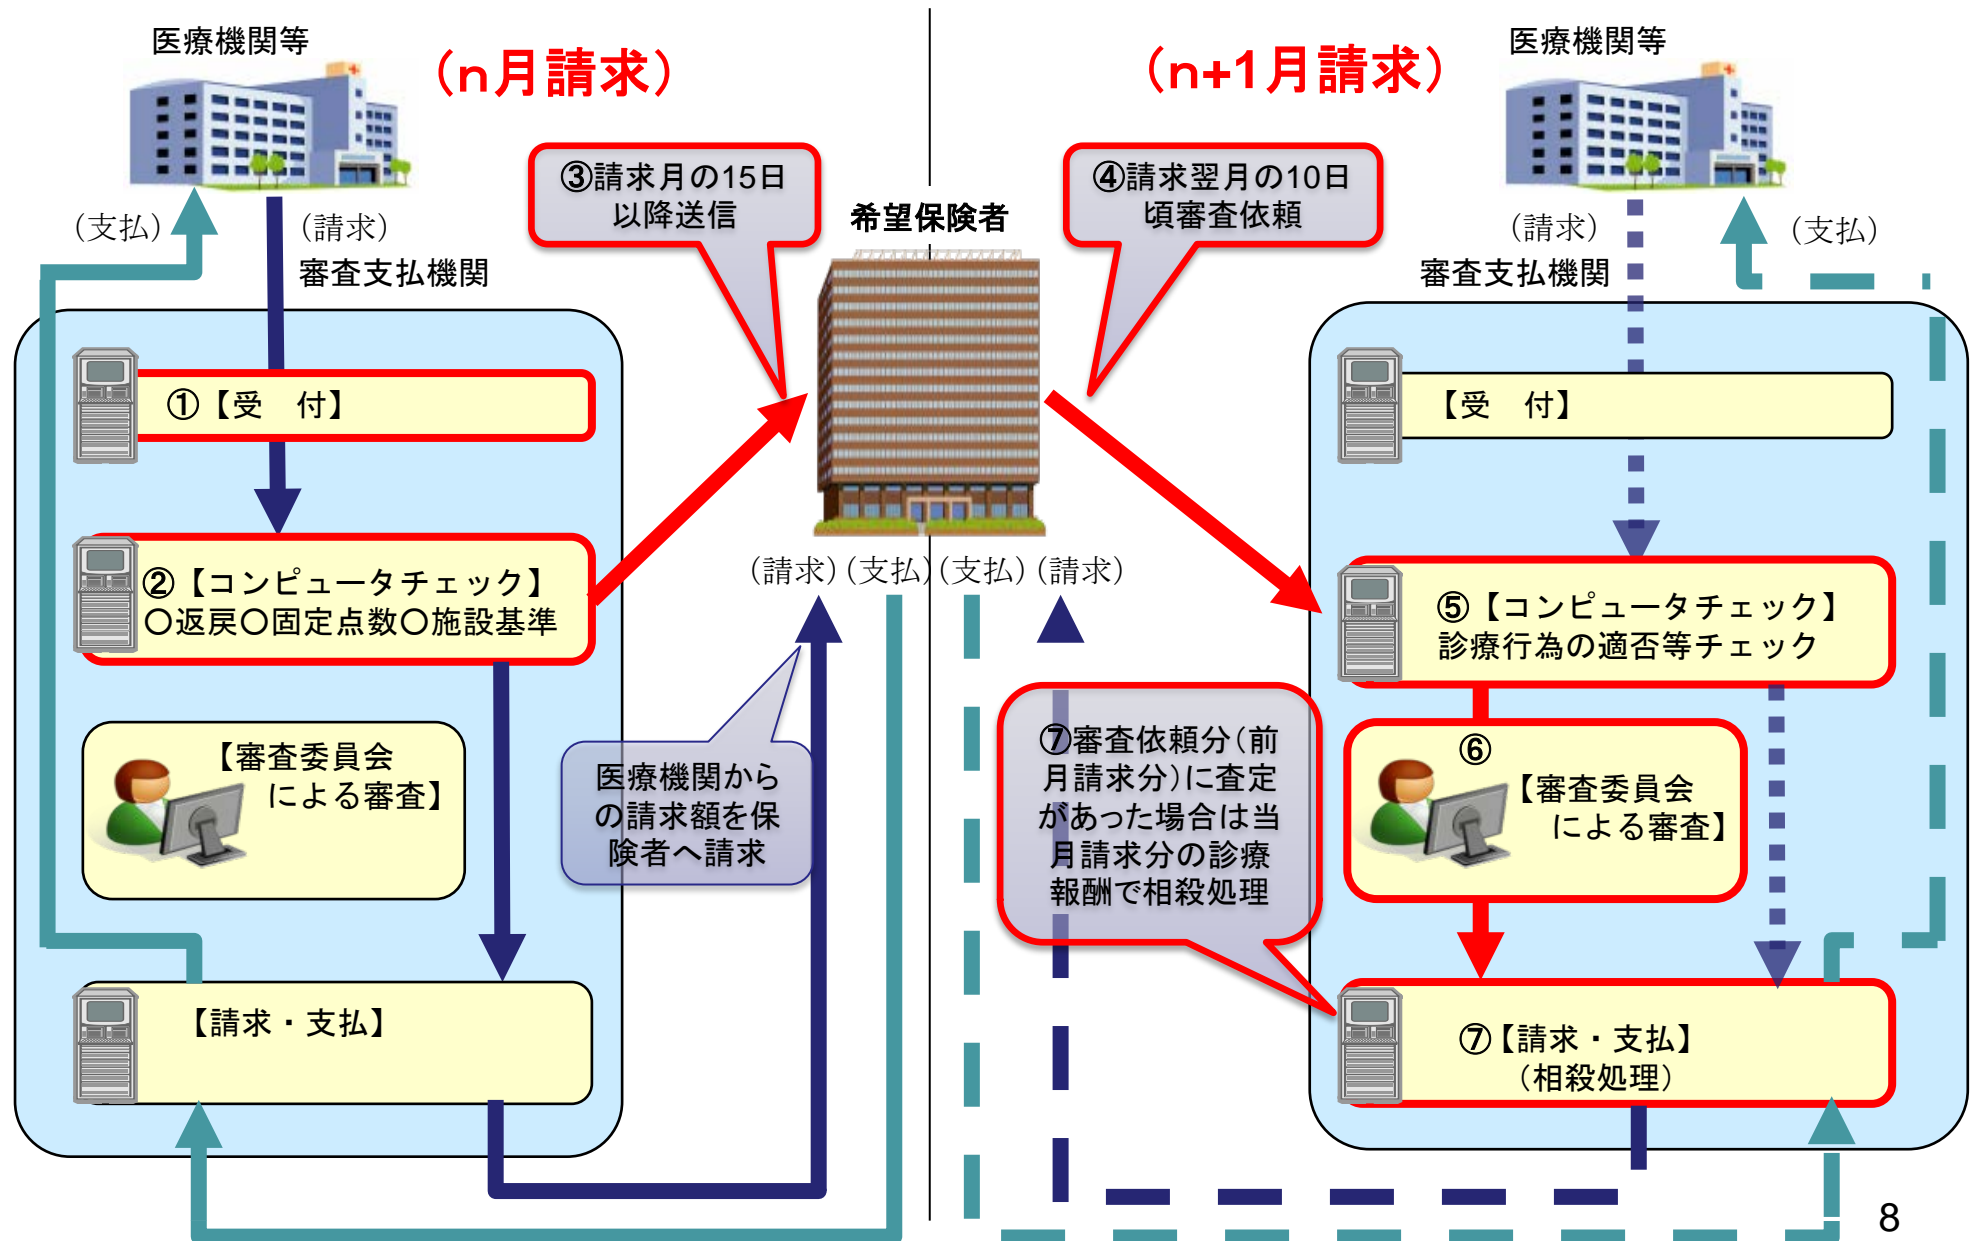 医療機関等
（n月請求）
（n+1月請求）
医療機関等
③請求月の15日
以降送信
④請求翌月の10日
頃審査依頼
希望保険者
（支払）
（請求）
審査支払機関
（請求）
（支払）
審査支払機関
①【受　付】
【受　付】
②【コンピュータチェック】
〇返戻〇固定点数〇施設基準
（請求）（支払）（支払）（請求）
⑤【コンピュータチェック】
診療行為の適否等チェック
【審査委員会
による審査】
医療機関から
の請求額を保
険者へ請求
⑦審査依頼分（前
月請求分）に査定
があった場合は当
月請求分の診療
報酬で相殺処理
⑥
【審査委員会
による審査】
【請求・支払】
⑦【請求・支払】
（相殺処理）
8